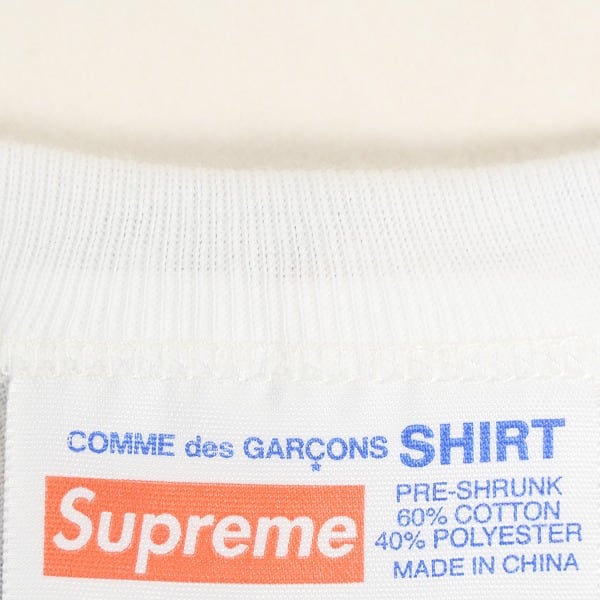 COMME des GARÇONS SHIRT
Supreme
PRE-SHRUNK
60% COTTON
40% POLYESTER
MADE IN CHINA